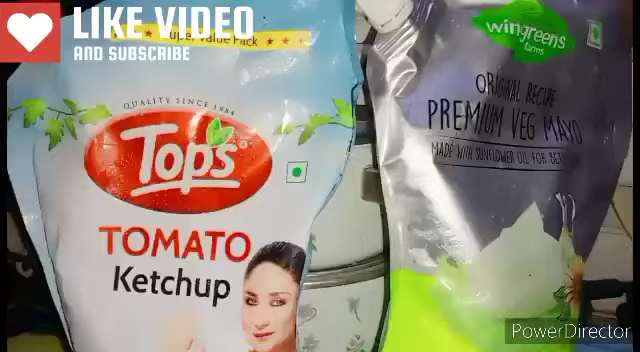 LIKE VIDEO
AND SUBSCRIBE
Super Value Pack
QUALITY SINCE 1984
Tops
TOMATO
Ketchup
wingreens
farms
ORIGINAL RECIPE
PREMIUM VEG MAYO
MADE WITH SUNFLOWER OIL FOR
PowerDirector